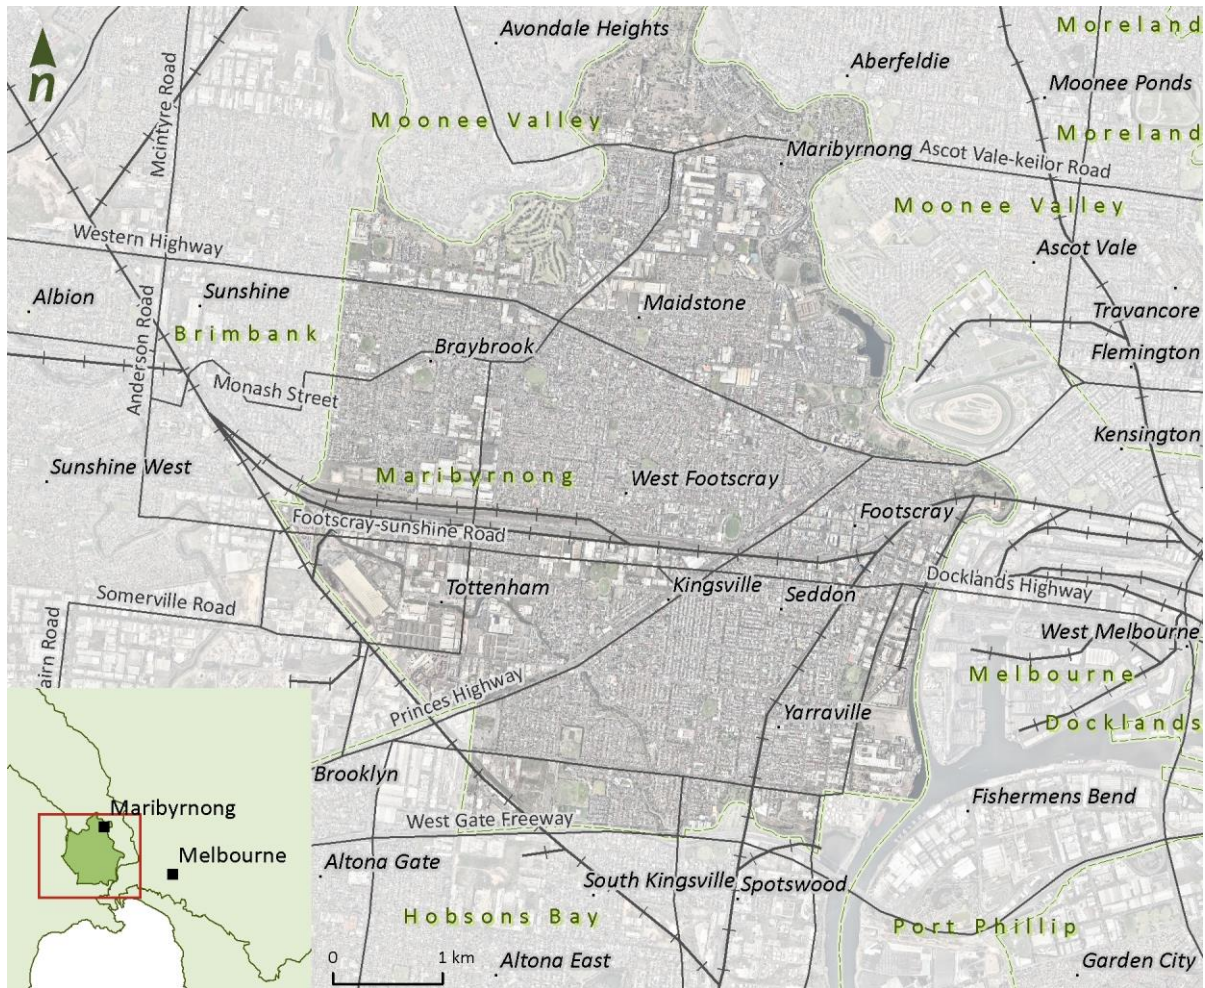 Avondale Heights
Moreland
Aberfeldie
Moonee Ponds
n
Mcintyre Road
Moonee Valley
Moreland
Maribyrnong
Ascot Vale-keilor Road
Moonee Valley
Western Highway
Ascot Vale
Albion
Sunshine
Maidstone
Travancore
Anderson Road
Brimbank
Braybrook
Flemington
Monash Street
Kensington
Sunshine West
Maribyrnong
West Footscray
Footscray
Footscray-sunshine Road
Docklands Highway
Somerville Road
Tottenham
Kingsville
Seddon
West Melbourne
airn Road
Melbourne
Princes Highway
Yarraville
Docklands
Brooklyn
Fishermens Bend
Maribyrnong
West Gate Freeway
Melbourne
Altona Gate
South Kingsville
Spotswood
Hobsons Bay
Port Phillip
0 1 km
Altona East
Garden City